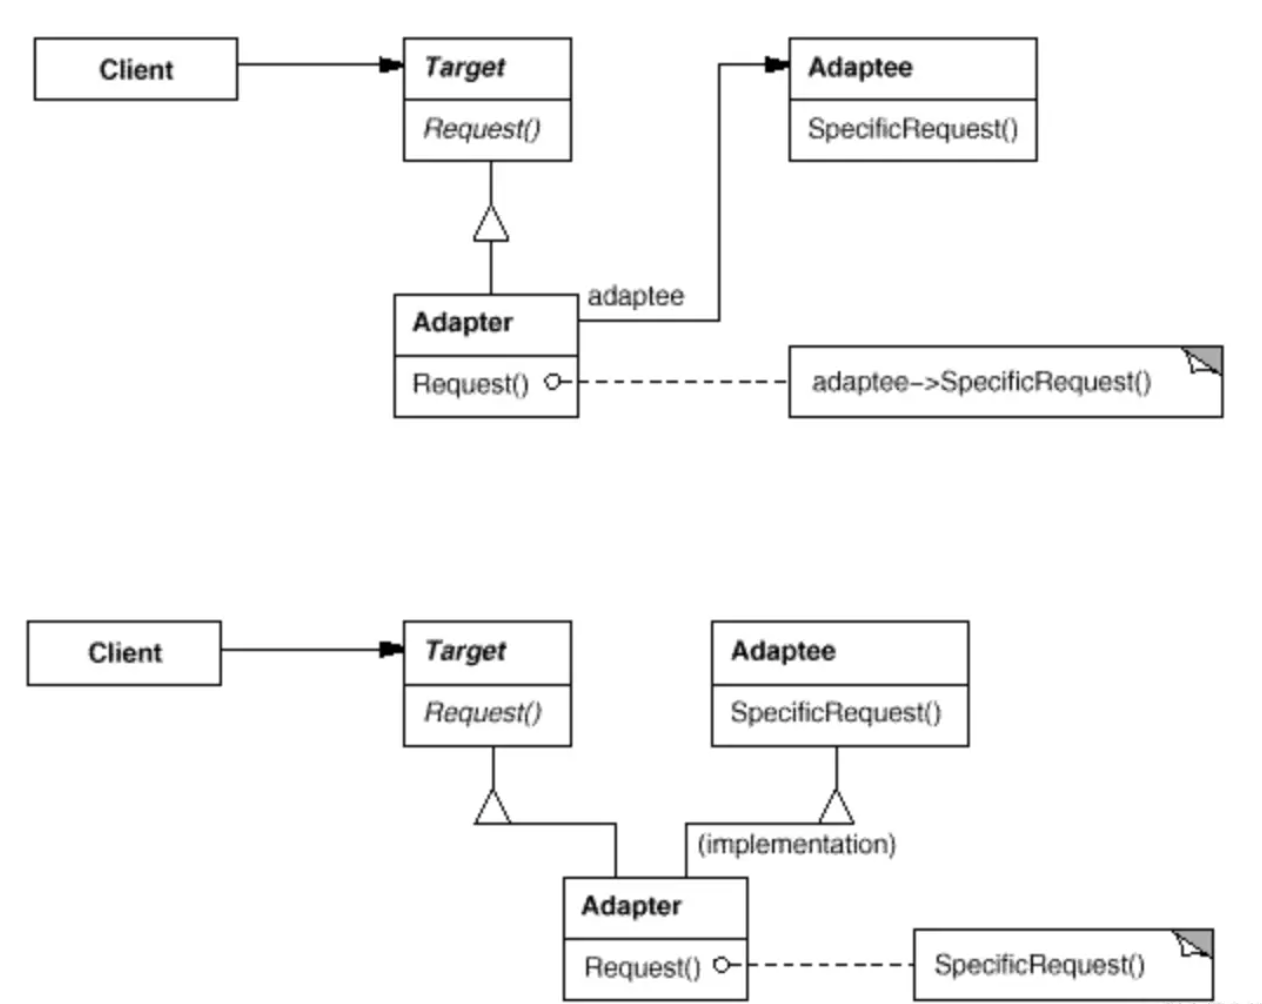 Client
Target
Request()
Adaptee
SpecificRequest()
adaptee
Adapter
Request()
adaptee–>SpecificRequest()
Client
Target
Request()
Adaptee
SpecificRequest()
(implementation)
Adapter
Request()
SpecificRequest()